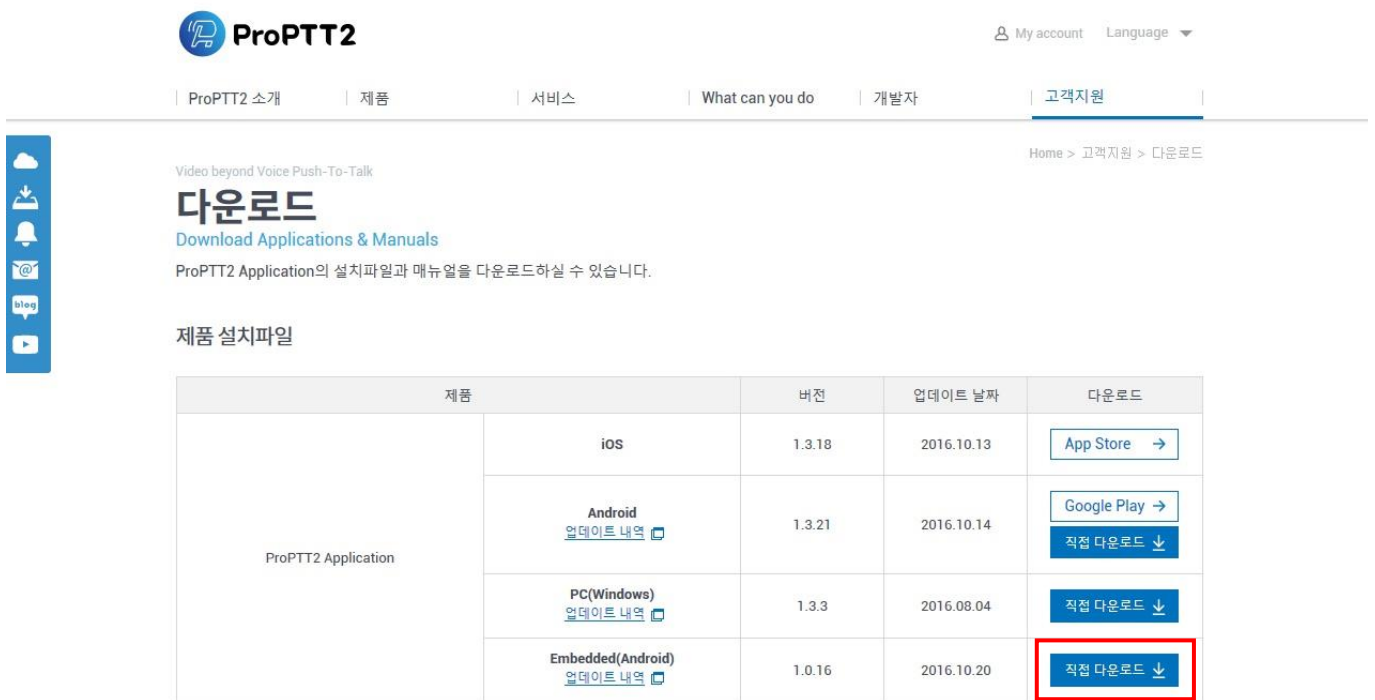 ProPTT2
My account Language
ProPTT2 소개 제품 서비스 What can you do 개발자 고객지원
Home > 고객지원 > 다운로드
Video beyond Voice Push-To-Talk
다운로드
Download Applications & Manuals
ProPTT2 Application의 설치파일과 매뉴얼을 다운로드하실 수 있습니다.
blog
제품 설치파일
제품 버전 업데이트 날짜 다운로드
iOS 1.3.18 2016.10.13 App Store
Android 업데이트 내역 1.3.21 2016.10.14 Google Play 직접 다운로드
ProPTT2 Application
PC(Windows) 업데이트 내역 1.3.3 2016.08.04 직접 다운로드
Embedded(Android) 업데이트 내역 1.0.16 2016.10.20 직접 다운로드